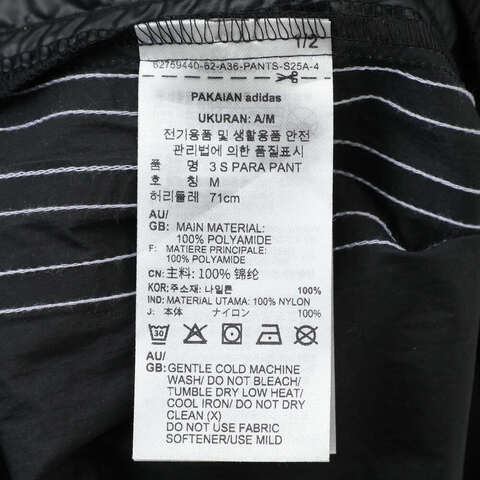 1/2
62759440-62-A36-PANTS-S25A-4
PAKAIAN adidas
UKURAN: A/M
전기용품 및 생활용품 안전
관리법에 의한 품질표시
품 명 3 S PARA PANT
호 칭 M
허리둘레 71cm
AU/
GB: MAIN MATERIAL:
100% POLYAMIDE
F: MATIÈRE PRINCIPALE:
100% POLYAMIDE
CN: 主料: 100% 锦纶
KOR: 주소재:나일론 100%
IND: MATERIAL UTAMA: 100% NYLON
J: 本体 ナイロン 100%
30
AU/
GB: GENTLE COLD MACHINE
WASH/ DO NOT BLEACH/
TUMBLE DRY LOW HEAT/
COOL IRON/ DO NOT DRY
CLEAN (X)
DO NOT USE FABRIC
SOFTENER/ USE MILD